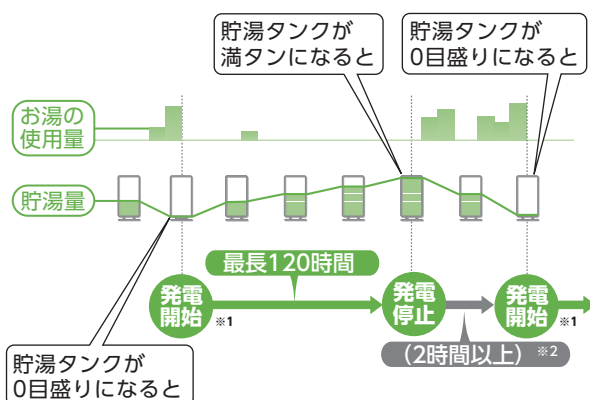 貯湯タンクが
満タンになると
貯湯タンクが
0目盛りになると
お湯の
使用量
貯湯量
最長120時間
発電
開始
※1
発電
停止
発電
開始
※1
(2時間以上)
※2
貯湯タンクが
0目盛りになると